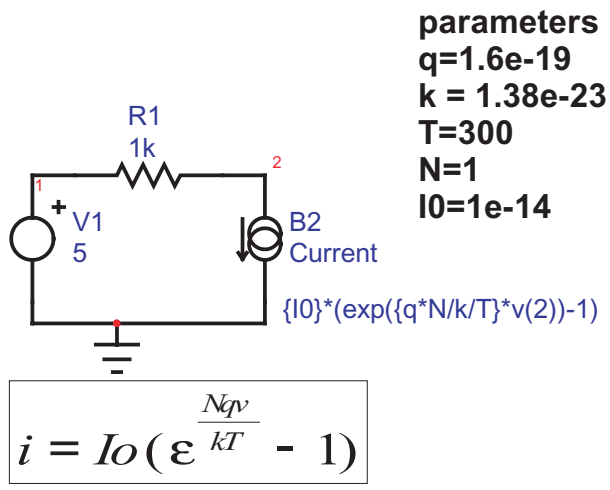 parameters
q=1.6e-19
k = 1.38e-23
T=300
N=1
I0=1e-14
R1
1k
1
2
+ V1
5
B2
Current
{I0}*(exp({q*N/k/T}*v(2))-1)
i = Io(ε^(Nqv/kT) - 1)